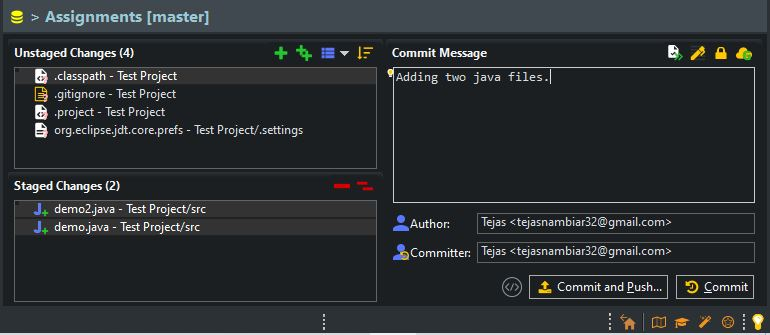 > Assignments [master]
Unstaged Changes (4)
.classpath - Test Project
.gitignore - Test Project
.project - Test Project
org.eclipse.jdt.core.prefs - Test Project/.settings
Staged Changes (2)
demo2.java - Test Project/src
demo.java - Test Project/src
Commit Message
Adding two java files.
Author: Tejas <tejasnambiar32@gmail.com>
Committer: Tejas <tejasnambiar32@gmail.com>
Commit and Push... Commit